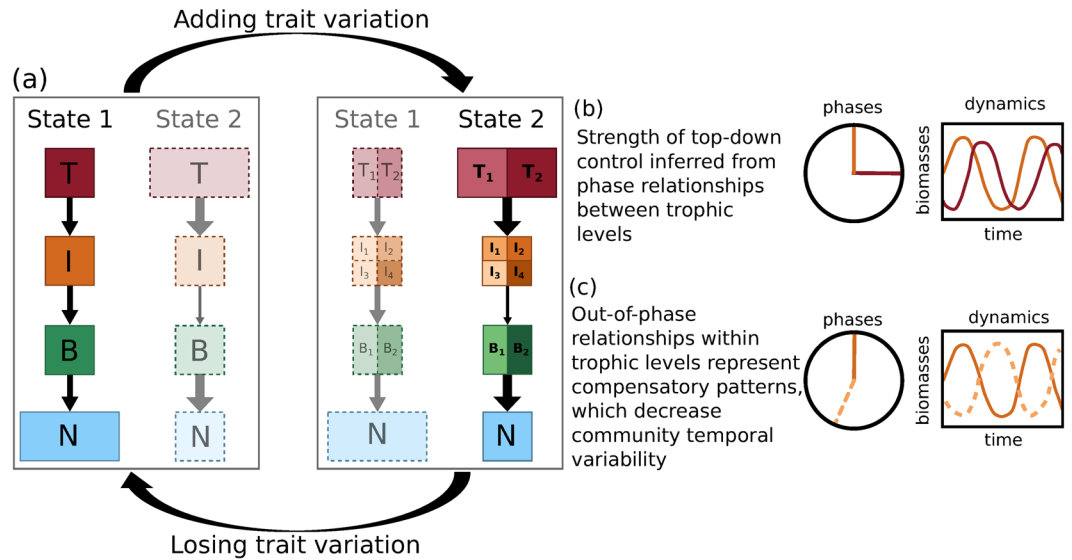 Adding trait variation
(a)
State 1 State 2
T T
I I
B B
N N
State 1 State 2
T1 T2 T1 T2
I1 I2 I1 I2
I3 I4 I3 I4
B1 B2 B1 B2
N N
Losing trait variation
(b)
Strength of top-down
control inferred from
phase relationships
between trophic
levels
phases
dynamics
biomasses
time
(c)
Out-of-phase
relationships within
trophic levels represent
compensatory patterns,
which decrease
community temporal
variability
phases
dynamics
biomasses
time